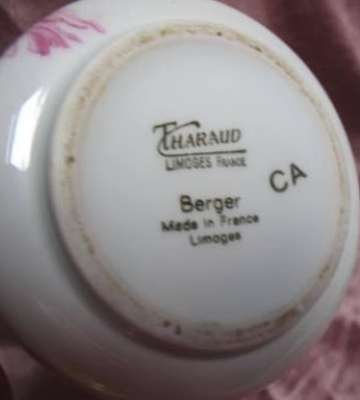 THARAUD
LIMOGES FRANCE
CA
Berger
Made in France
Limoges